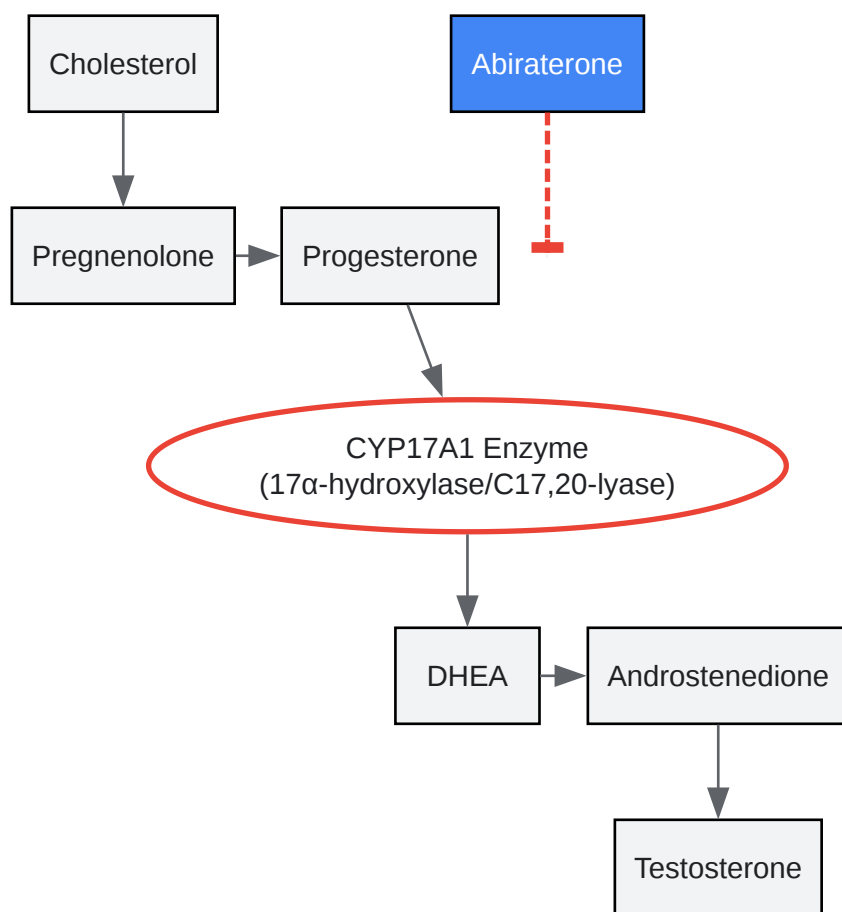 Cholesterol
Abiraterone
Pregnenolone
Progesterone
CYP17A1 Enzyme
(17α-hydroxylase/C17,20-lyase)
DHEA
Androstenedione
Testosterone